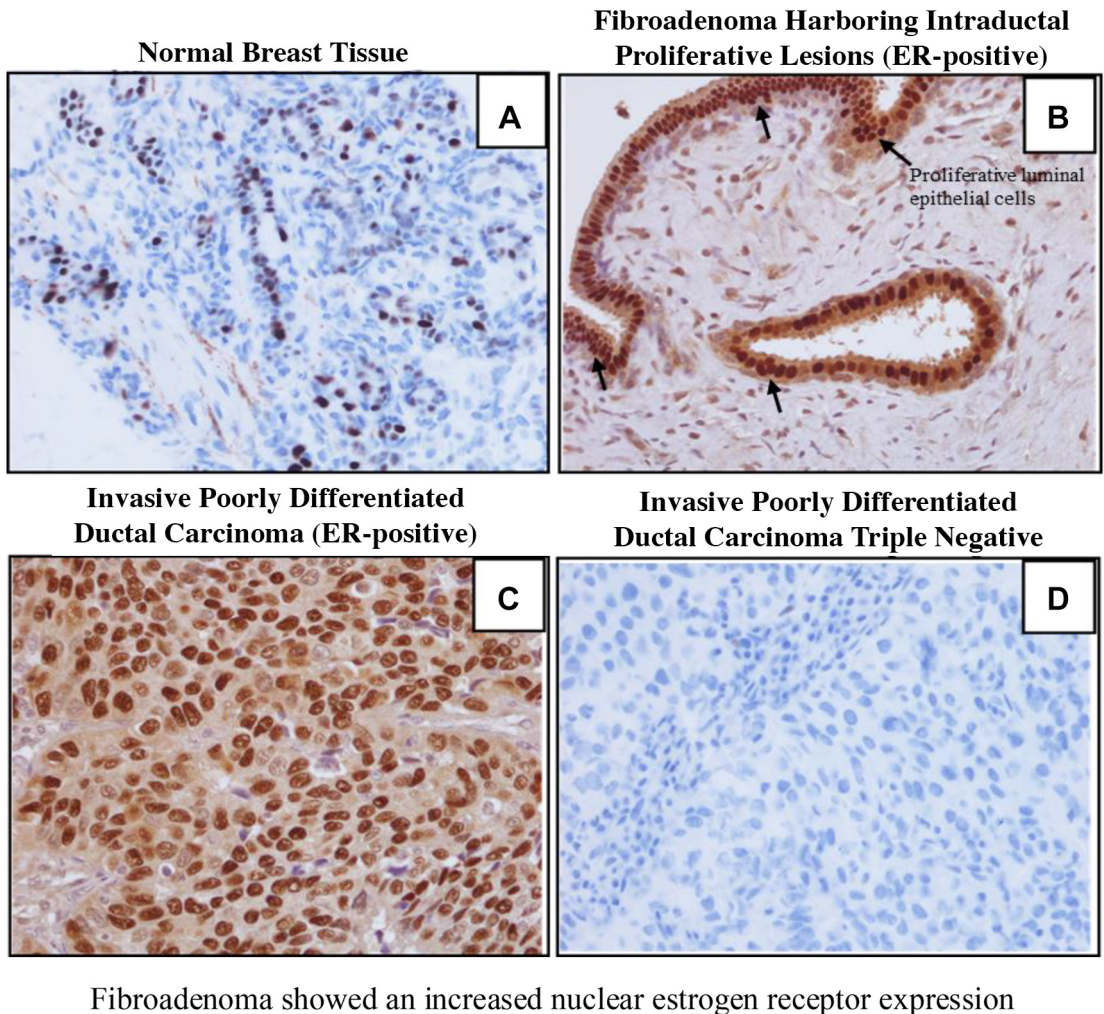 Normal Breast Tissue
Fibroadenoma Harboring Intraductal
Proliferative Lesions (ER-positive)
A
B
Proliferative luminal
epithelial cells
Invasive Poorly Differentiated
Ductal Carcinoma (ER-positive)
Invasive Poorly Differentiated
Ductal Carcinoma Triple Negative
C
D
Fibroadenoma showed an increased nuclear estrogen receptor expression